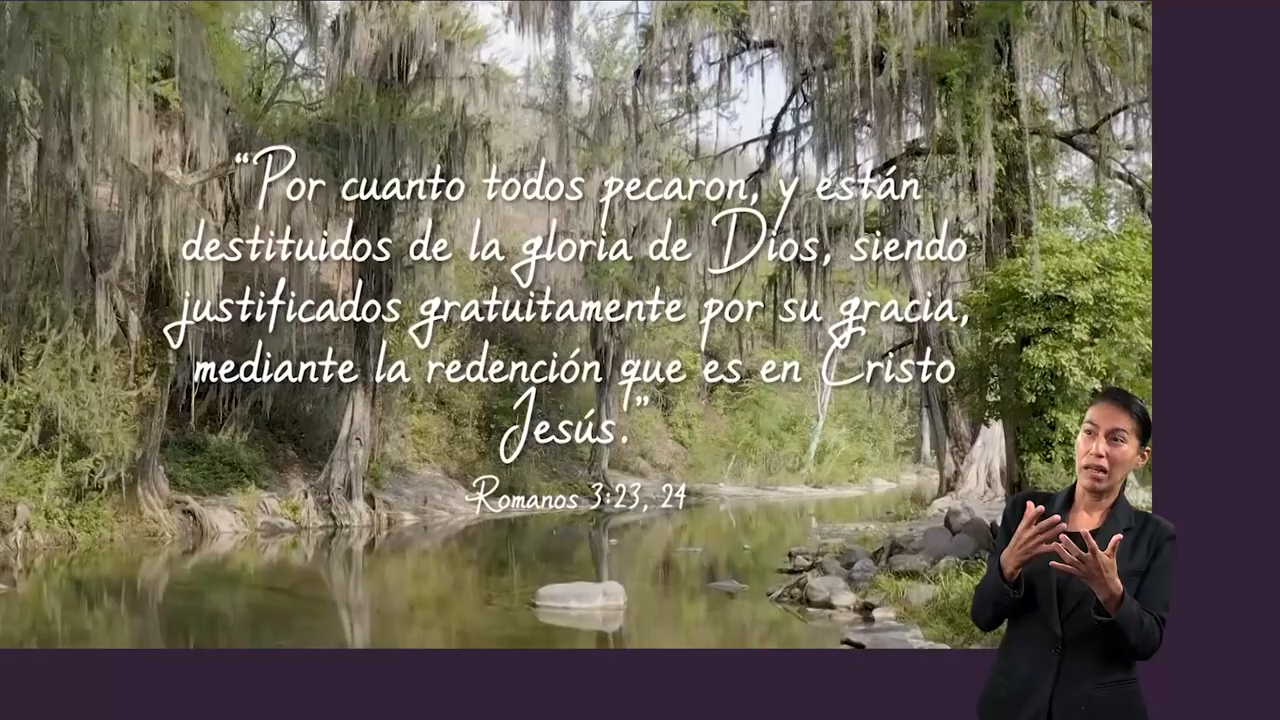 “Por cuanto todos pecaron, y están
destituidos de la gloria de Dios, siendo
justificados gratuitamente por su gracia,
mediante la redención que es en Cristo
Jesús.”
Romanos 3:23, 24